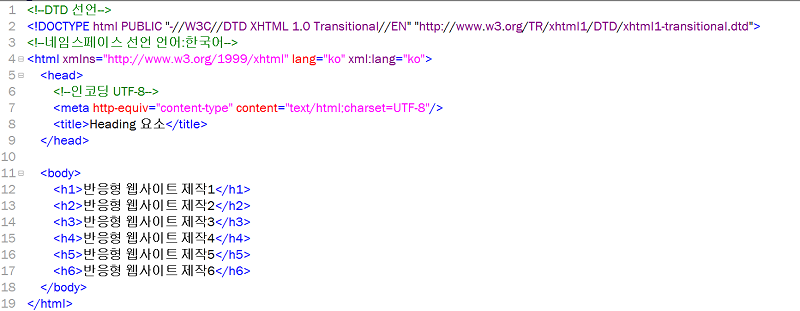 1 <!--DTD 선언-->
2 <!DOCTYPE html PUBLIC "-//W3C//DTD XHTML 1.0 Transitional//EN" "http://www.w3.org/TR/xhtml1/DTD/xhtml1-transitional.dtd">
3 <!--네임스페이스 선언 언어:한국어-->
4 <html xmlns="http://www.w3.org/1999/xhtml" lang="ko" xml:lang="ko">
5 <head>
6 <!--인코딩 UTF-8-->
7 <meta http-equiv="content-type" content="text/html;charset=UTF-8"/>
8 <title>Heading 요소</title>
9 </head>
10
11 <body>
12 <h1>반응형 웹사이트 제작1</h1>
13 <h2>반응형 웹사이트 제작2</h2>
14 <h3>반응형 웹사이트 제작3</h3>
15 <h4>반응형 웹사이트 제작4</h4>
16 <h5>반응형 웹사이트 제작5</h5>
17 <h6>반응형 웹사이트 제작6</h6>
18 </body>
19 </html>